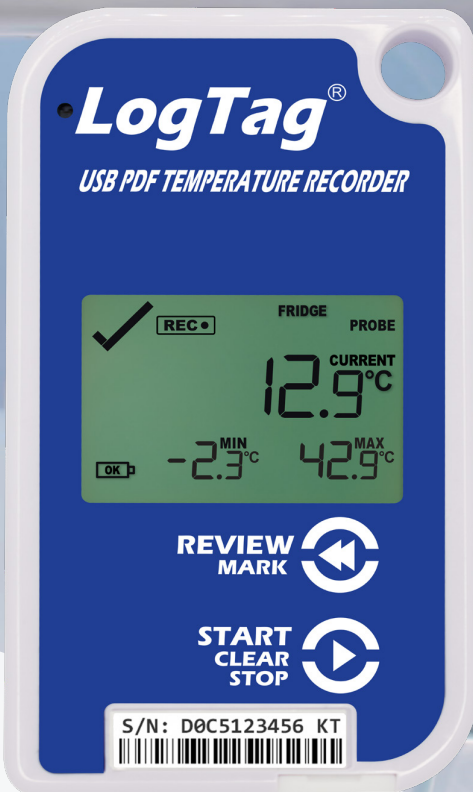 LogTag®
USB PDF TEMPERATURE RECORDER
REC
FRIDGE
PROBE
CURRENT
12.9°C
OK
MIN
-2.3°C
MAX
42.9°C
REVIEW
MARK
START
CLEAR
STOP
S/N: D0C5123456 KT